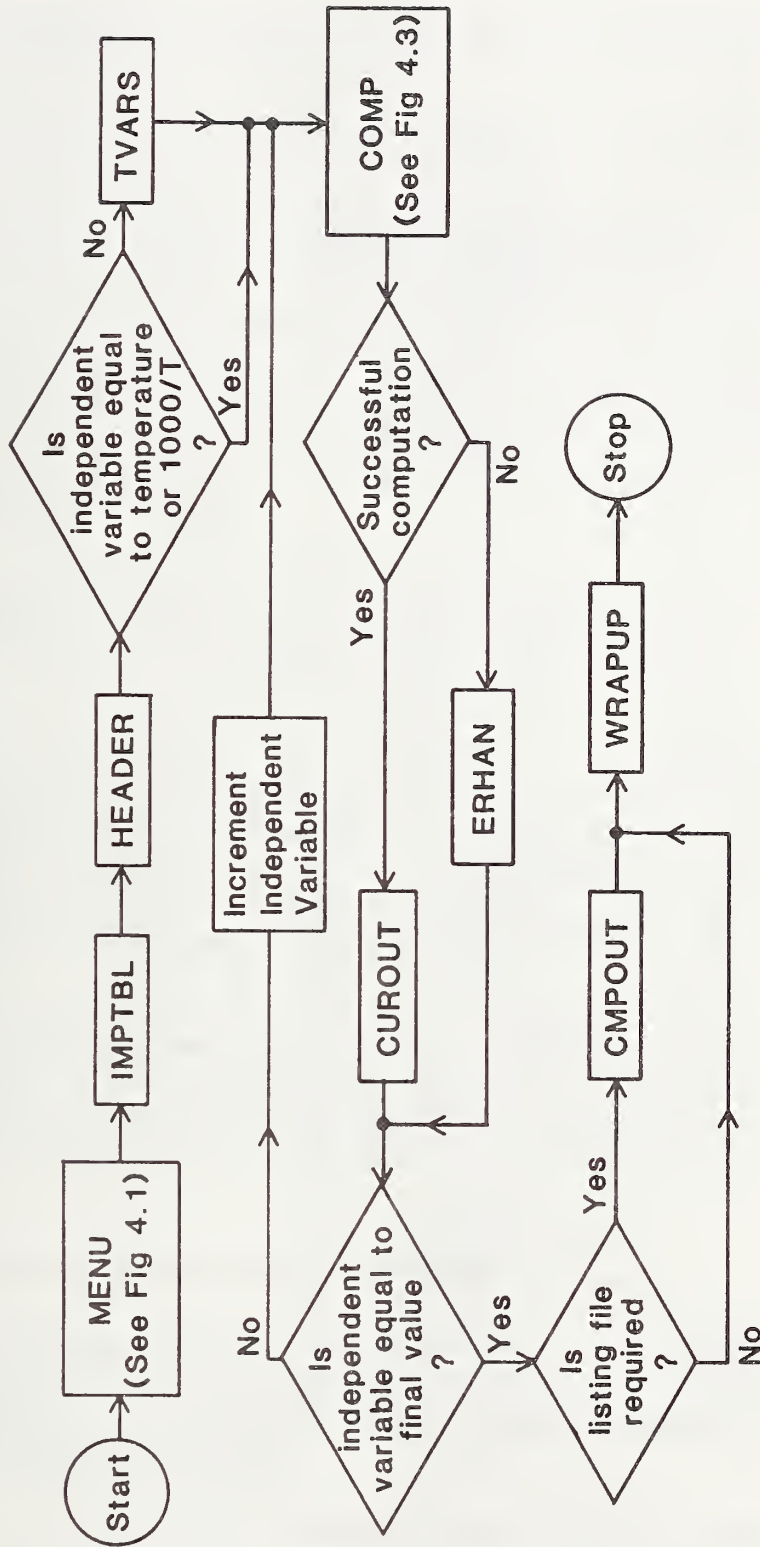 Start
MENU
(See Fig 4.1)
IMPTBL
HEADER
Is
independent
variable equal
to temperature
or 1000/T
?
No
TVARS
Yes
Increment
Independent
Variable
COMP
(See Fig 4.3)
Successful
computation
?
Yes
No
CUROUT
ERHAN
Is
independent
variable equal to
final value
?
No
Yes
Is
listing file
required
?
Yes
No
CMPOUT
WRAPUP
Stop